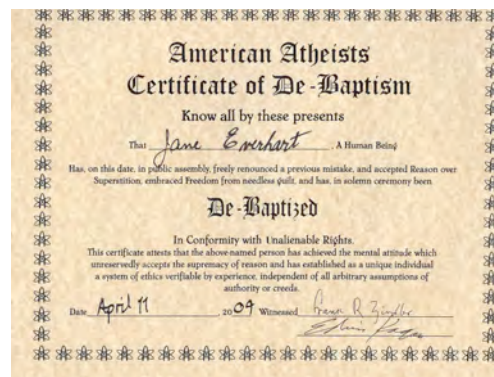 American Atheists
Certificate of De-Baptism
Know all by these presents
That Jane Everhart , A Human Being
Has, on this date, in public assembly, freely renounced a previous mistake, and accepted Reason over
Superstition, embraced Freedom from needless guilt, and has, in solemn ceremony been
De-Baptized
In Conformity with Unalienable Rights.
This certificate attests that the above-named person has achieved the mental attitude which
unreservedly accepts the supremacy of reason and has established as a unique individual
a system of ethics verifiable by experience, independent of all arbitrary assumptions of
authority or creeds.
Date April 11 , 2009 Witnessed Frank R Zindler
Edwin